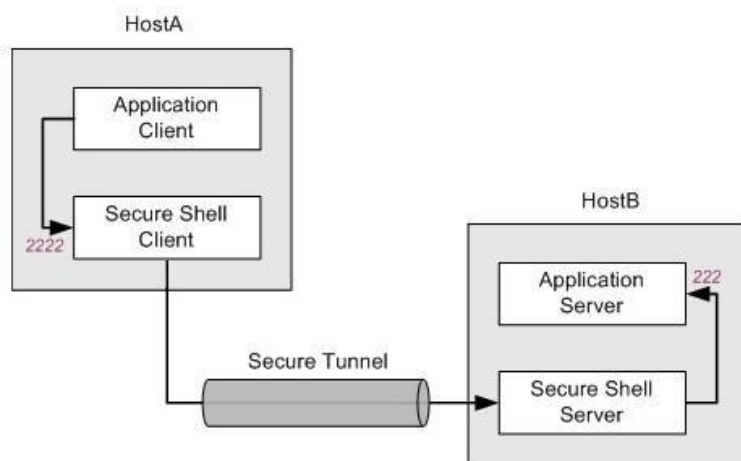 HostA
Application
Client
Secure Shell
Client
2222
HostB
Application
Server
222
Secure Tunnel
Secure Shell
Server